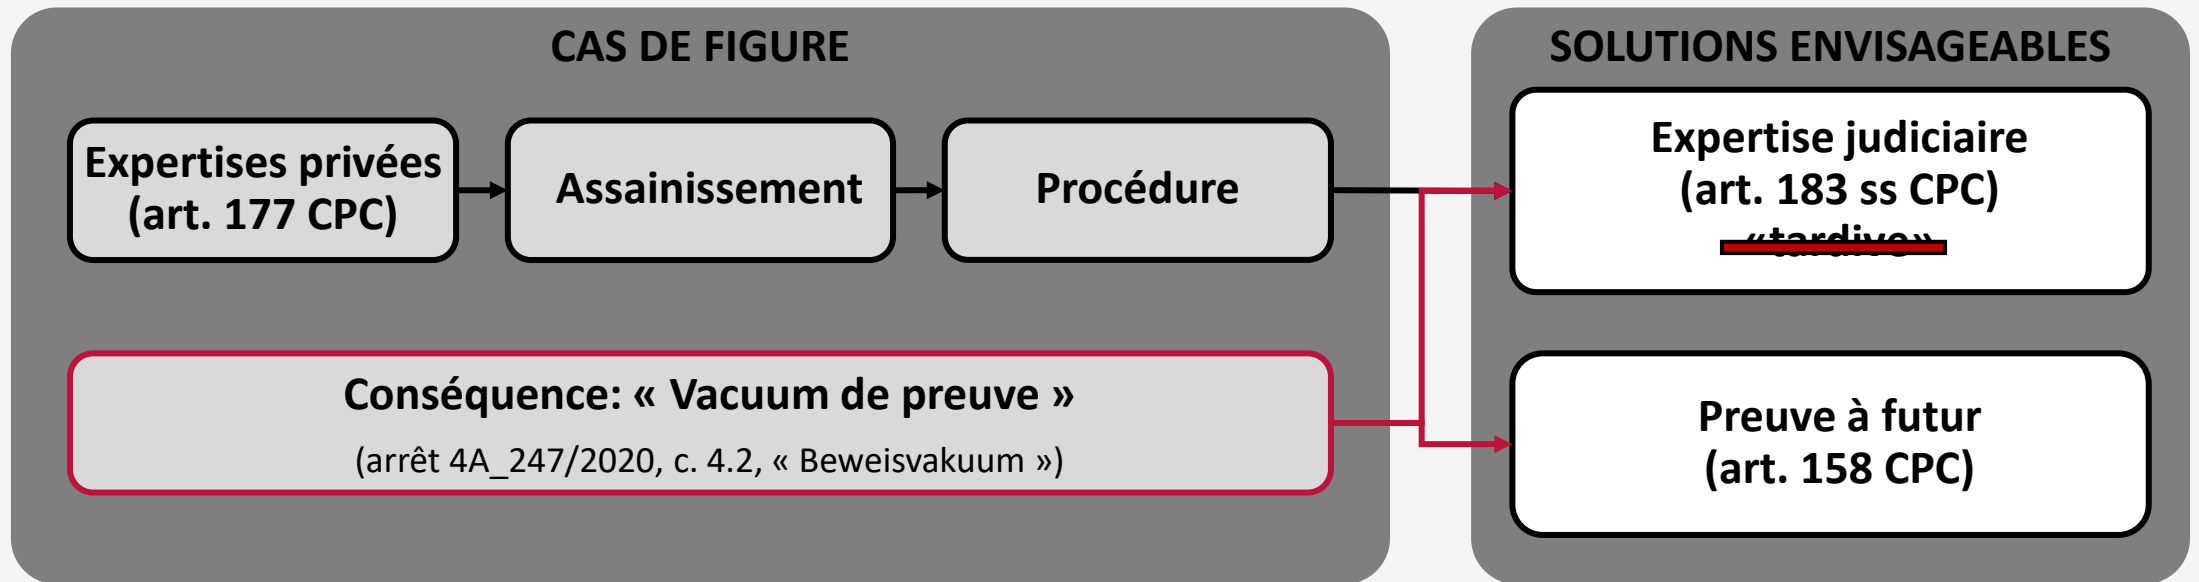 CAS DE FIGURE
Expertises privées
(art. 177 CPC)
Assainissement
Procédure
Conséquence: « Vacuum de preuve »
(arrêt 4A_247/2020, c. 4.2, « Beweisvakuum »)
SOLUTIONS ENVISAGEABLES
Expertise judiciaire
(art. 183 ss CPC)
«tardive»
Preuve à futur
(art. 158 CPC)